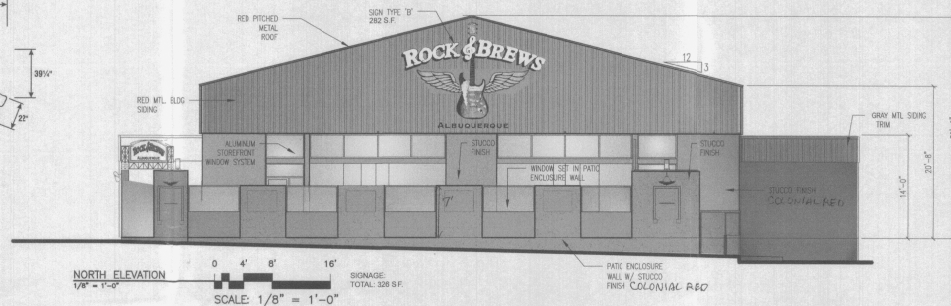 SIGN TYPE 'B'
282 S.F.
RED PITCHED
METAL
ROOF
39¼"
22"
12
3
ROCK & BREWS
ALBUQUERQUE
RED MTL. BLDG
SIDING
GRAY MTL SIDING
TRIM
ALUMINUM
STOREFRONT
WINDOW SYSTEM
STUCCO
FINISH
STUCCO
FINISH
WINDOW SET IN PATIO
ENCLOSURE WALL
ROCK & BREWS
ALBUQUERQUE
STUCCO FINISH
COLONIAL RED
7'
14'-0"
20'-8"
NORTH ELEVATION
1/8" = 1'-0"
0 4' 8' 16'
SCALE: 1/8" = 1'-0"
SIGNAGE:
TOTAL: 326 S.F.
PATIO ENCLOSURE
WALL W/ STUCCO
FINISH COLONIAL RED